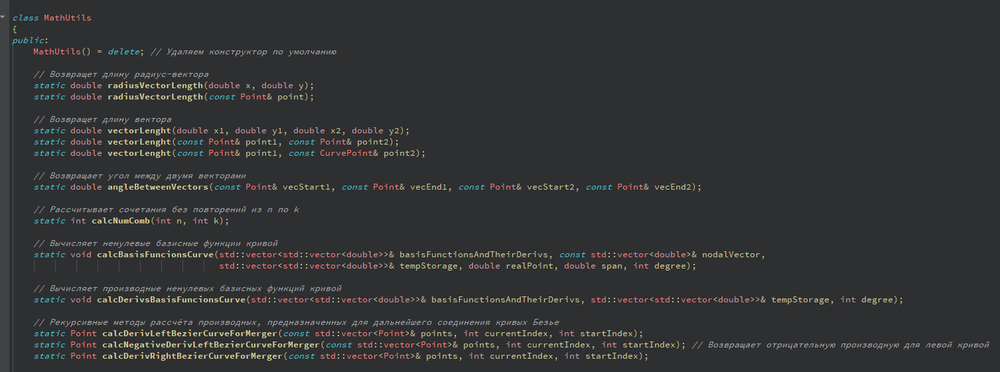 class MathUtils
{
public:
MathUtils() = delete; // Удаляем конструктор по умолчанию
// Возвращет длину радиус-вектора
static double radiusVectorLength(double x, double y);
static double radiusVectorLength(const Point& point);
// Возвращет длину вектора
static double vectorLenght(double x1, double y1, double x2, double y2);
static double vectorLenght(const Point& point1, const Point& point2);
static double vectorLenght(const Point& point1, const CurvePoint& point2);
// Возвращает угол между двумя векторами
static double angleBetweenVectors(const Point& vecStart1, const Point& vecEnd1, const Point& vecStart2, const Point& vecEnd2);
// Рассчитывает сочетания без повторений из n по k
static int calcNumComb(int n, int k);
// Вычисляет ненулевые базисные функции кривой
static void calcBasisFuncionsCurve(std::vector<std::vector<double>>& basisFunctionsAndTheirDerivs, const std::vector<double>& nodalVector,
std::vector<std::vector<double>>& tempStorage, double realPoint, double span, int degree);
// Вычисляет производные ненулевых базисных функций кривой
static void calcDerivsBasisFuncionsCurve(std::vector<std::vector<double>>& basisFunctionsAndTheirDerivs, std::vector<std::vector<double>>& tempStorage, int degree);
// Рекурсивные методы рассчёта производных, предназначенных для дальнейшего соединения кривых Безье
static Point calcDerivLeftBezierCurveForMerger(const std::vector<Point>& points, int currentIndex, int startIndex);
static Point calcNegativeDerivLeftBezierCurveForMerger(const std::vector<Point>& points, int currentIndex, int startIndex); // Возвращает отрицательную производную для левой кривой
static Point calcDerivRightBezierCurveForMerger(const std::vector<Point>& points, int currentIndex, int startIndex);